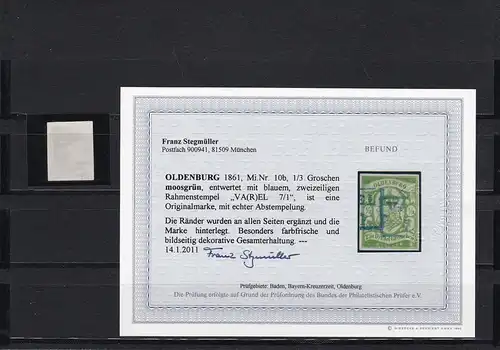 Franz Stegmüller
Postfach 900941, 81509 München
BEFUND
OLDENBURG 1861, Mi.Nr. 10b, 1/3 Groschen
moosgrün, entwertet mit blauem, zweizeiligen
Rahmenstempel „VA(R)EL 7/1", ist eine
Originalmarke, mit echter Abstempelung.
Die Ränder wurden an allen Seiten ergänzt und die
Marke hinterlegt. Besonders farbfrische und
bildseitig dekorative Gesamterhaltung. ---
14.1.2011 Franz Stegmüller
OLDENBURG
Prüfgebiete: Baden, Bayern-Kreuzerzeit, Oldenburg
Die Prüfung erfolgte auf Grund der Prüfordnung des Bundes der Philatelistischen Prüfer e.V.